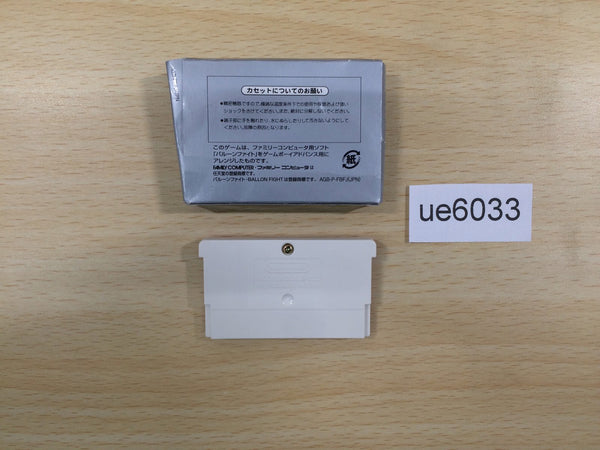 カセットについてのお願い
●精密機器ですので、極端な温度条件下での使用や保管および強い
ショックをさけてください。また、絶対に分解しないでください。
●端子部に手を触れたり、水にぬらしたりして汚さないようにして
ください。故障の原因となります。
このゲームは、ファミリーコンピュータ用ソフト
「バルーンファイト」をゲームボーイアドバンス用に
アレンジしたものです。
FAMILY COMPUTER・ファミリーコンピュータは
任天堂の登録商標です。
バルーンファイト・BALLON FIGHTは登録商標です。 AGB-P-FBFJ(JPN)
紙
ue6033